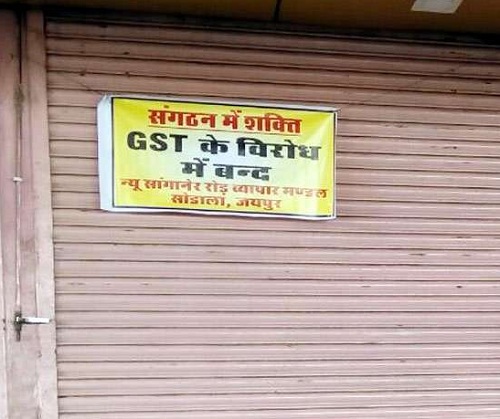 संगठन में शक्ति
GST के विरोध
में बन्द
न्यू सांगानेर रोड़ व्यापार मण्डल
सोडाला, जयपुर